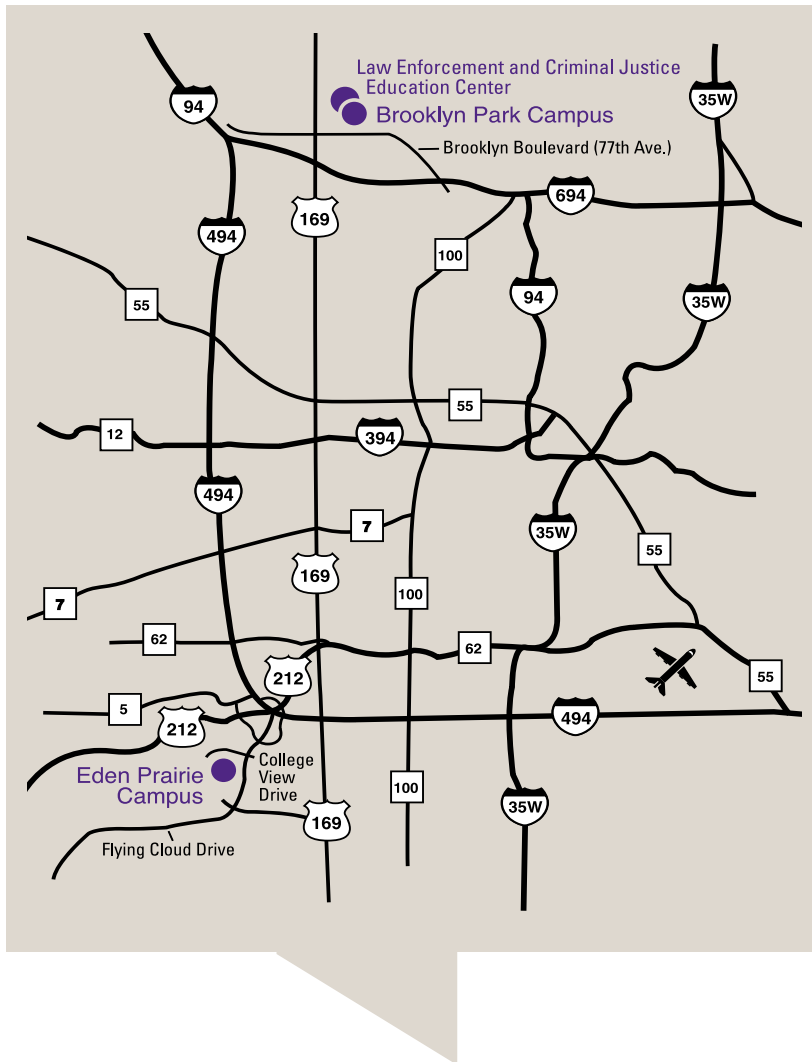 Law Enforcement and Criminal Justice
Education Center
Brooklyn Park Campus
94
35W
Brooklyn Boulevard (77th Ave.)
694
169
494
100
94
35W
55
55
12
394
494
7
35W
55
169
100
7
62
62
212
55
5
212
494
College
View
Drive
Eden Prairie
Campus
100
35W
169
Flying Cloud Drive